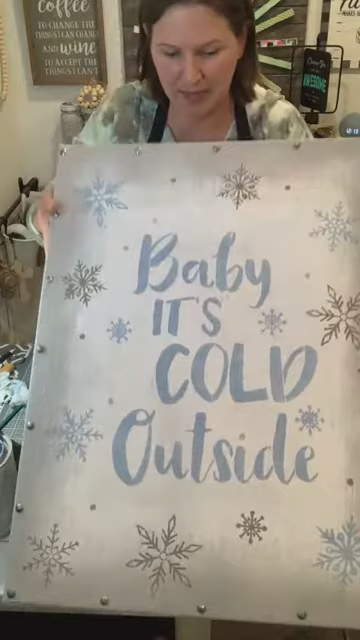 coffee
TO CHANGE THE
THINGS I CAN CHANGE
AND wine
TO ACCEPT THE
THINGS I CAN'T
AWESOME
Baby
IT'S
COLD
Outside